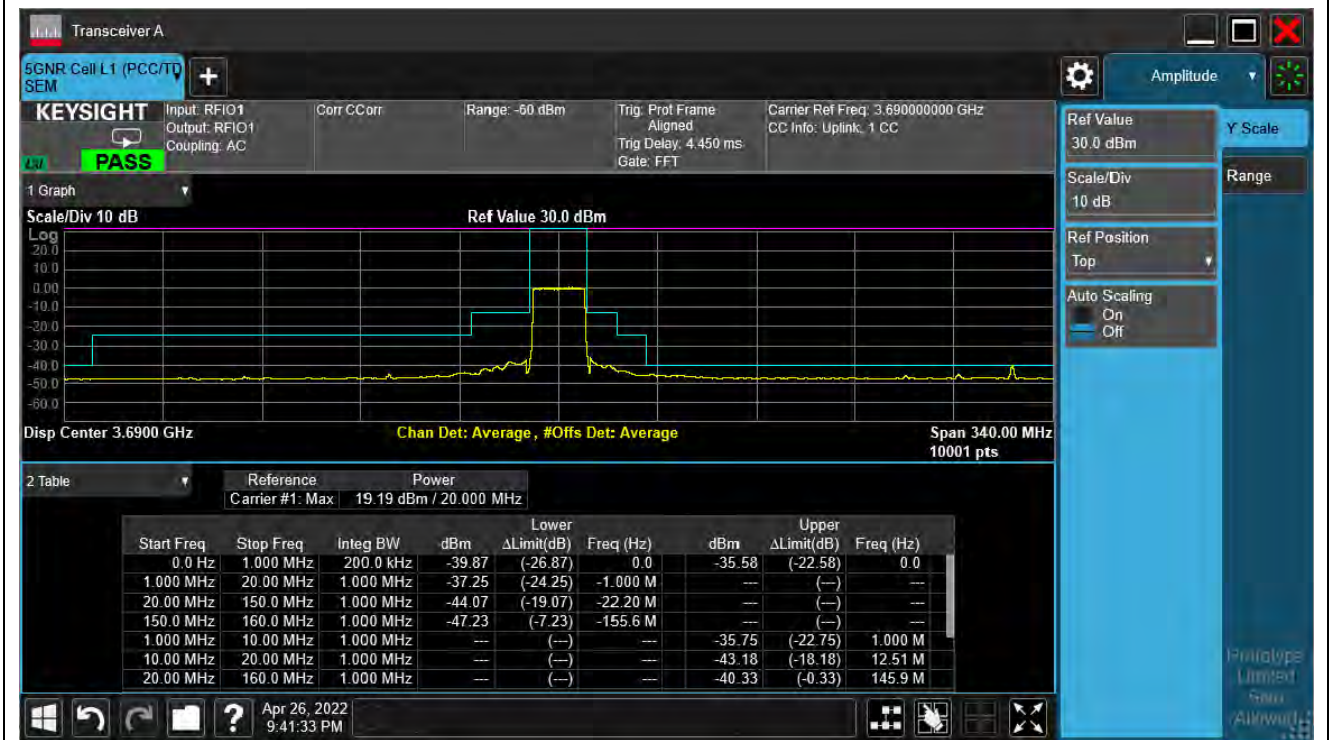 Transceiver A
5GNR Cell L1 (PCC/TD
SEM
+
Amplitude
KEYSIGHT
Input: RFIO1
Output: RFIO1
Coupling: AC
PASS
Corr CCorr
Range: -60 dBm
Trig: Prot Frame
Aligned
Trig Delay: 4.450 ms
Gate: FFT
Carrier Ref Freq: 3.690000000 GHz
CC Info: Uplink, 1 CC
Ref Value
30.0 dBm
Y Scale
Scale/Div
10 dB
Range
Ref Position
Top
Auto Scaling
On
Off
1 Graph
Scale/Div 10 dB
Ref Value 30.0 dBm
Log
20.0
10.0
0.00
-10.0
-20.0
-30.0
-40.0
-50.0
-60.0
Disp Center 3.6900 GHz
Chan Det: Average , #Offs Det: Average
Span 340.00 MHz
10001 pts
2 Table
Reference Power
Carrier #1: Max 19.19 dBm / 20.000 MHz
Lower Upper
Start Freq Stop Freq Integ BW dBm ΔLimit(dB) Freq (Hz) dBm ΔLimit(dB) Freq (Hz)
0.0 Hz 1.000 MHz 200.0 kHz -39.87 (-26.87) 0.0 -35.58 (-22.58) 0.0
1.000 MHz 20.00 MHz 1.000 MHz -37.25 (-24.25) -1.000 M --- (---) ---
20.00 MHz 150.0 MHz 1.000 MHz -44.07 (-19.07) -22.20 M --- (---) ---
150.0 MHz 160.0 MHz 1.000 MHz -47.23 (-7.23) -155.6 M --- (---) ---
1.000 MHz 10.00 MHz 1.000 MHz --- (---) --- -35.75 (-22.75) 1.000 M
10.00 MHz 20.00 MHz 1.000 MHz --- (---) --- -43.18 (-18.18) 12.51 M
20.00 MHz 160.0 MHz 1.000 MHz --- (---) --- -40.33 (-0.33) 145.9 M
?
Apr 26, 2022
9:41:33 PM